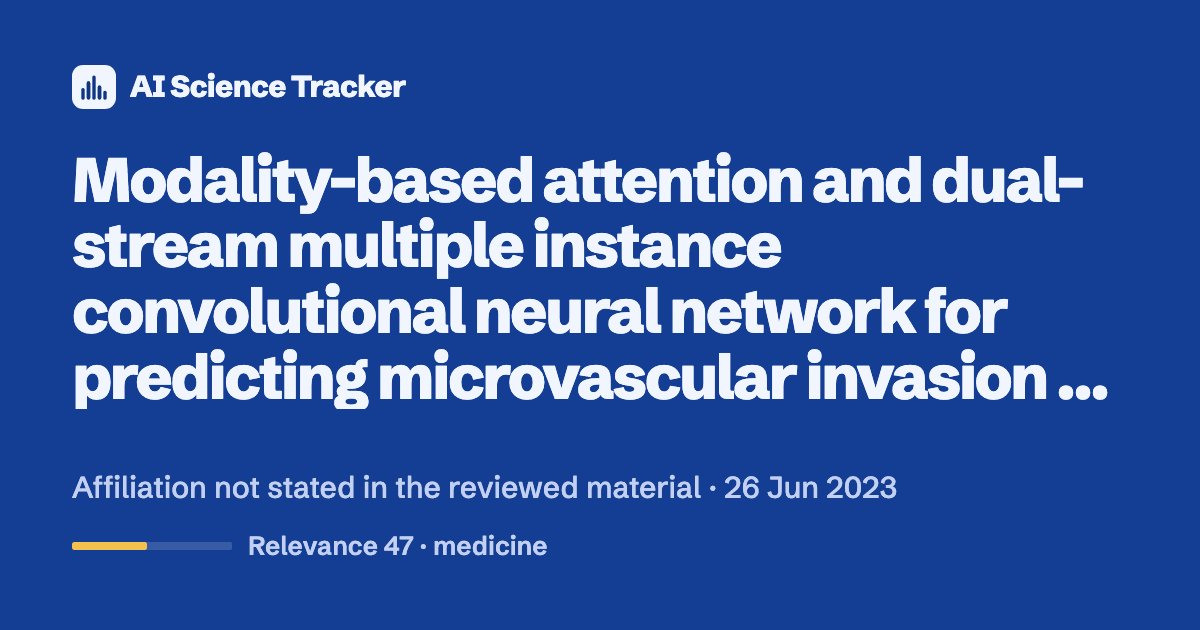 AI Science Tracker
Modality-based attention and dual-
stream multiple instance
convolutional neural network for
predicting microvascular invasion ...
Affiliation not stated in the reviewed material · 26 Jun 2023
Relevance 47 · medicine